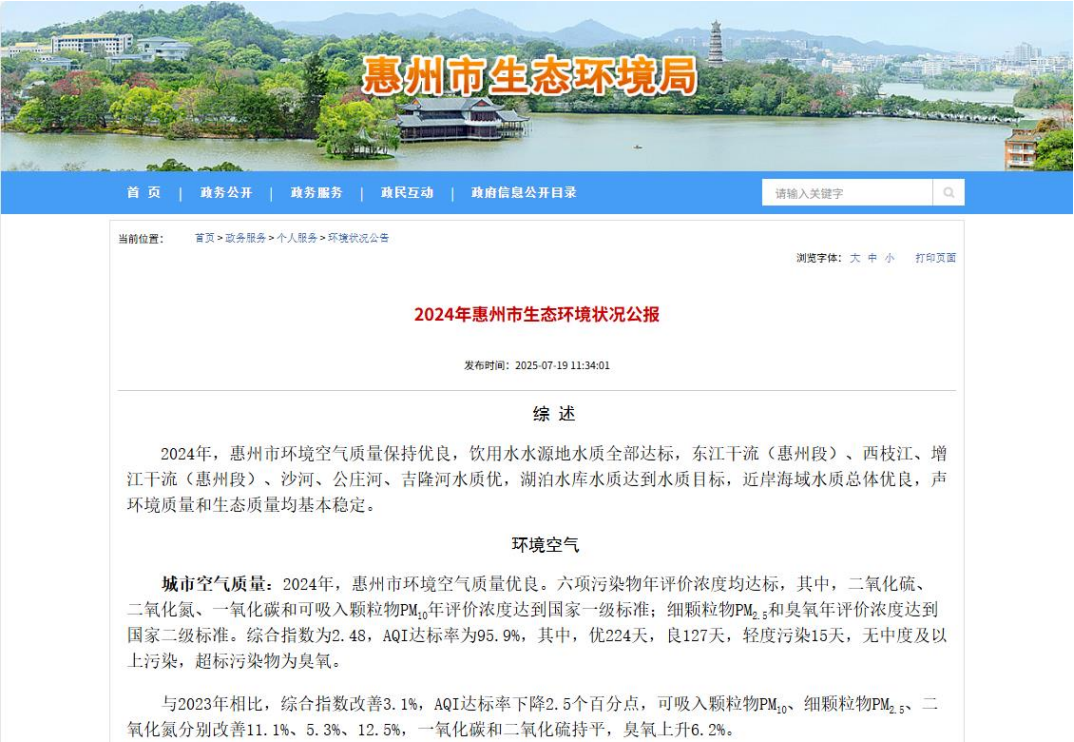 惠州市生态环境局
首 页 | 政务公开 | 政务服务 | 政民互动 | 政府信息公开目录 请输入关键字
当前位置： 首页 > 政务服务 > 个人服务 > 环境状况公告
浏览字体： 大 中 小 打印页面
2024年惠州市生态环境状况公报
发布时间：2025-07-19 11:34:01
综 述
2024年，惠州市环境空气质量保持优良，饮用水水源地水质全部达标，东江干流（惠州段）、西枝江、增
江干流（惠州段）、沙河、公庄河、吉隆河水质优，湖泊水库水质达到水质目标，近岸海域水质总体优良，声
环境质量和生态质量均基本稳定。
环境空气
城市空气质量：2024年，惠州市环境空气质量优良。六项污染物年评价浓度均达标，其中，二氧化硫、
二氧化氮、一氧化碳和可吸入颗粒物PM10年评价浓度达到国家一级标准；细颗粒物PM2.5和臭氧年评价浓度达到
国家二级标准。综合指数为2.48，AQI达标率为95.9%，其中，优224天，良127天，轻度污染15天，无中度及以
上污染，超标污染物为臭氧。
与2023年相比，综合指数改善3.1%，AQI达标率下降2.5个百分点，可吸入颗粒物PM10、细颗粒物PM2.5、二
氧化氮分别改善11.1%、5.3%、12.5%，一氧化碳和二氧化硫持平，臭氧上升6.2%。